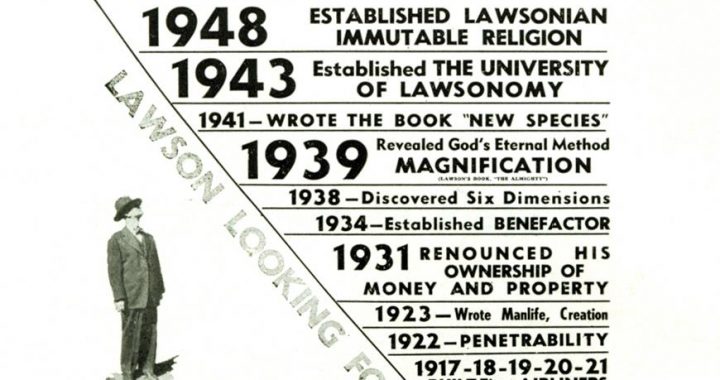 1948 ESTABLISHED LAWSONIAN
IMMUTABLE RELIGION
1943 Established THE UNIVERSITY
OF LAWSONOMY
1941—WROTE THE BOOK "NEW SPECIES"
1939 Revealed God's Eternal Method
MAGNIFICATION
(LAWSON'S BOOK, "THE ALMIGHTY")
1938—Discovered Six Dimensions
1934—Established BENEFACTOR
1931 RENOUNCED HIS
OWNERSHIP OF
MONEY AND PROPERTY
1923—Wrote Manlife, Creation
1922—PENETRABILITY
1917-18-19-20-21
LAWSON LOOKING